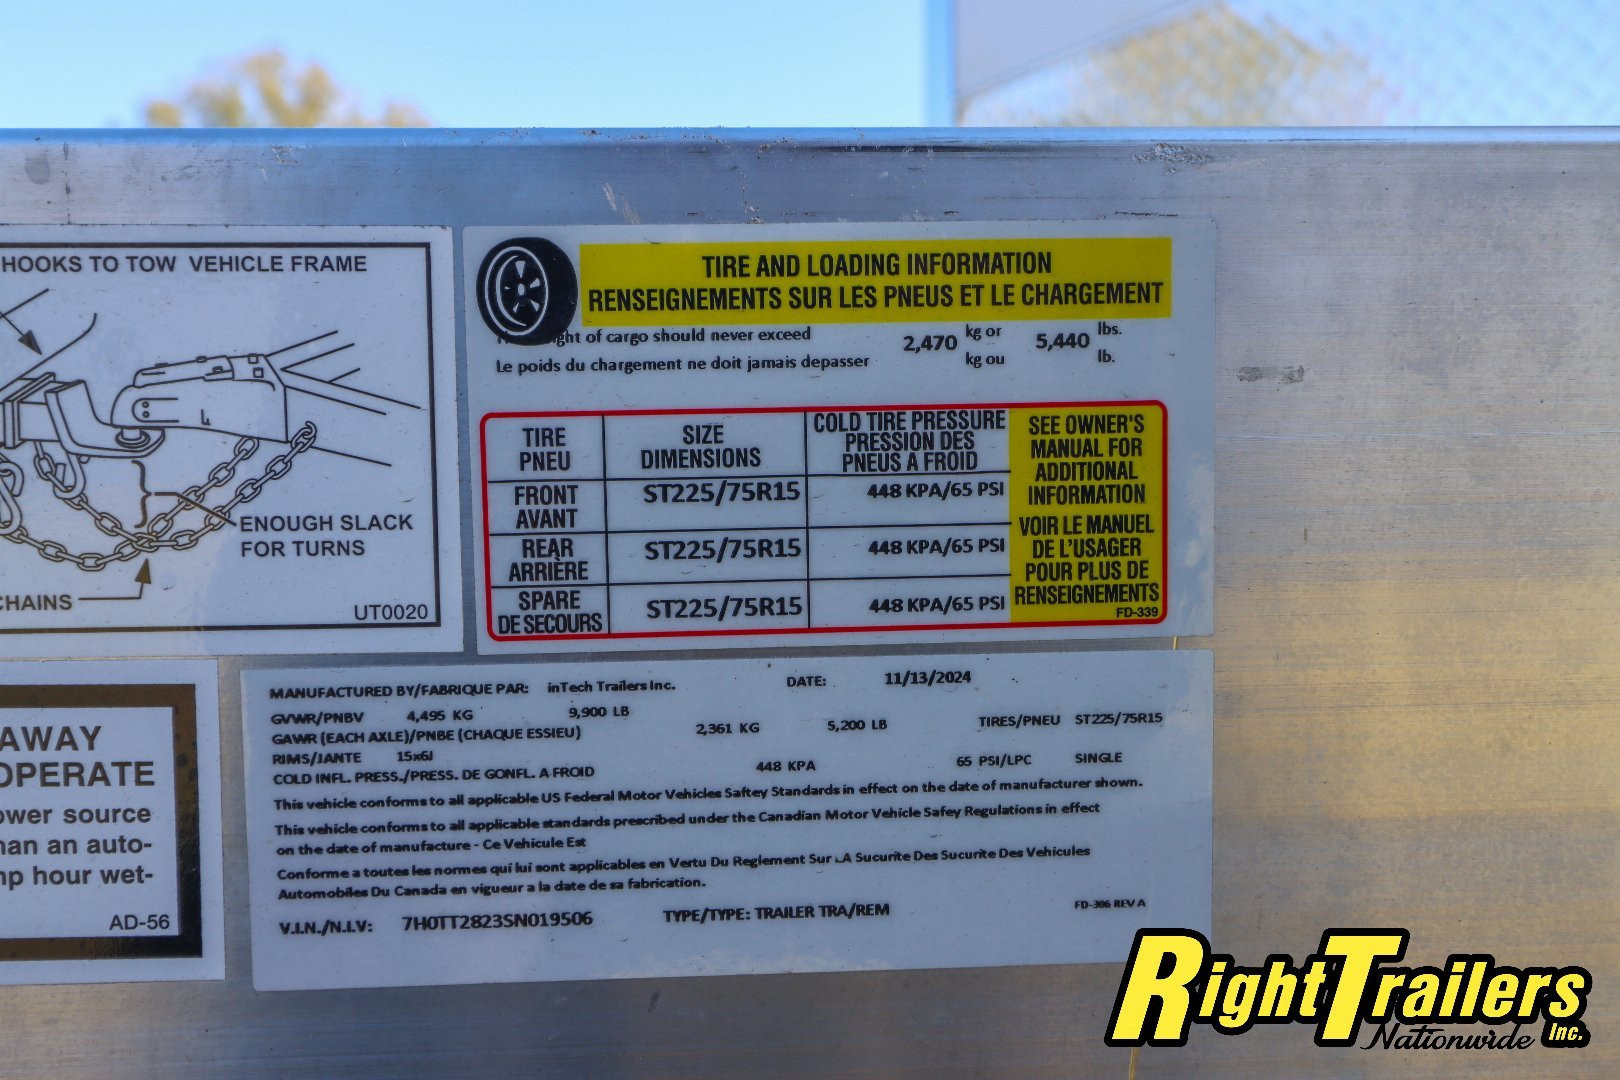 HOOKS TO TOW VEHICLE FRAME
ENOUGH SLACK
FOR TURNS
CHAINS
UT0020
TIRE AND LOADING INFORMATION
RENSEIGNEMENTS SUR LES PNEUS ET LE CHARGEMENT
of cargo should never exceed 2,470 kg or 5,440 lbs.
Le poids du chargement ne doit jamais depasser kg ou lb.
TIRE PNEU SIZE DIMENSIONS COLD TIRE PRESSURE PRESSION DES PNEUS A FROID
FRONT AVANT ST225/75R15 448 KPA/65 PSI
REAR ARRIÈRE ST225/75R15 448 KPA/65 PSI
SPARE DE SECOURS ST225/75R15 448 KPA/65 PSI
SEE OWNER'S
MANUAL FOR
ADDITIONAL
INFORMATION
VOIR LE MANUEL
DE L'USAGER
POUR PLUS DE
RENSEIGNEMENTS
FD-339
AWAY
OPERATE
ower source
han an auto-
mp hour wet-
AD-56
MANUFACTURED BY/FABRIQUE PAR: inTech Trailers Inc. DATE: 11/13/2024
GVWR/PNBV 4,495 KG 9,900 LB
GAWR (EACH AXLE)/PNBE (CHAQUE ESSIEU) 2,361 KG 5,200 LB TIRES/PNEU ST225/75R15
RIMS/JANTE 15x6J
COLD INFL. PRESS./PRESS. DE GONFL. A FROID 448 KPA 65 PSI/LPC SINGLE
This vehicle conforms to all applicable US Federal Motor Vehicles Saftey Standards in effect on the date of manufacturer shown.
This vehicle conforms to all applicable standards prescribed under the Canadian Motor Vehicle Safey Regulations in effect
on the date of manufacture - Ce Vehicule Est
Conforme a toutes les normes qui lui sont applicables en Vertu Du Reglement Sur LA Sucurite Des Sucurite Des Vehicules
Automobiles Du Canada en vigueur a la date de sa fabrication.
V.I.N./N.I.V: 7H0TT2823SN019506 TYPE/TYPE: TRAILER TRA/REM
FD-306 REV A
RightTrailers
Nationwide Inc.